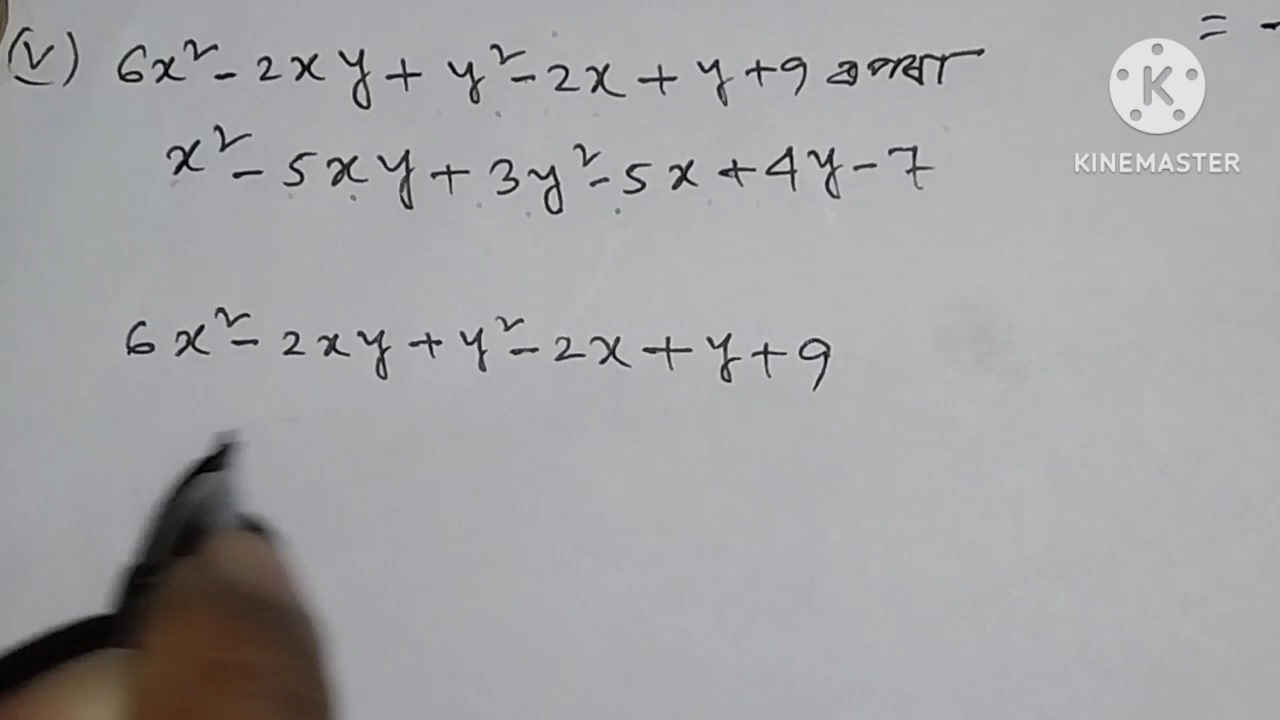 (v) 6x² - 2xy + y² - 2x + y + 9
= -
K
KINEMASTER
x² - 5xy + 3y² - 5x + 4y - 7
6x² - 2xy + y² - 2x + y + 9